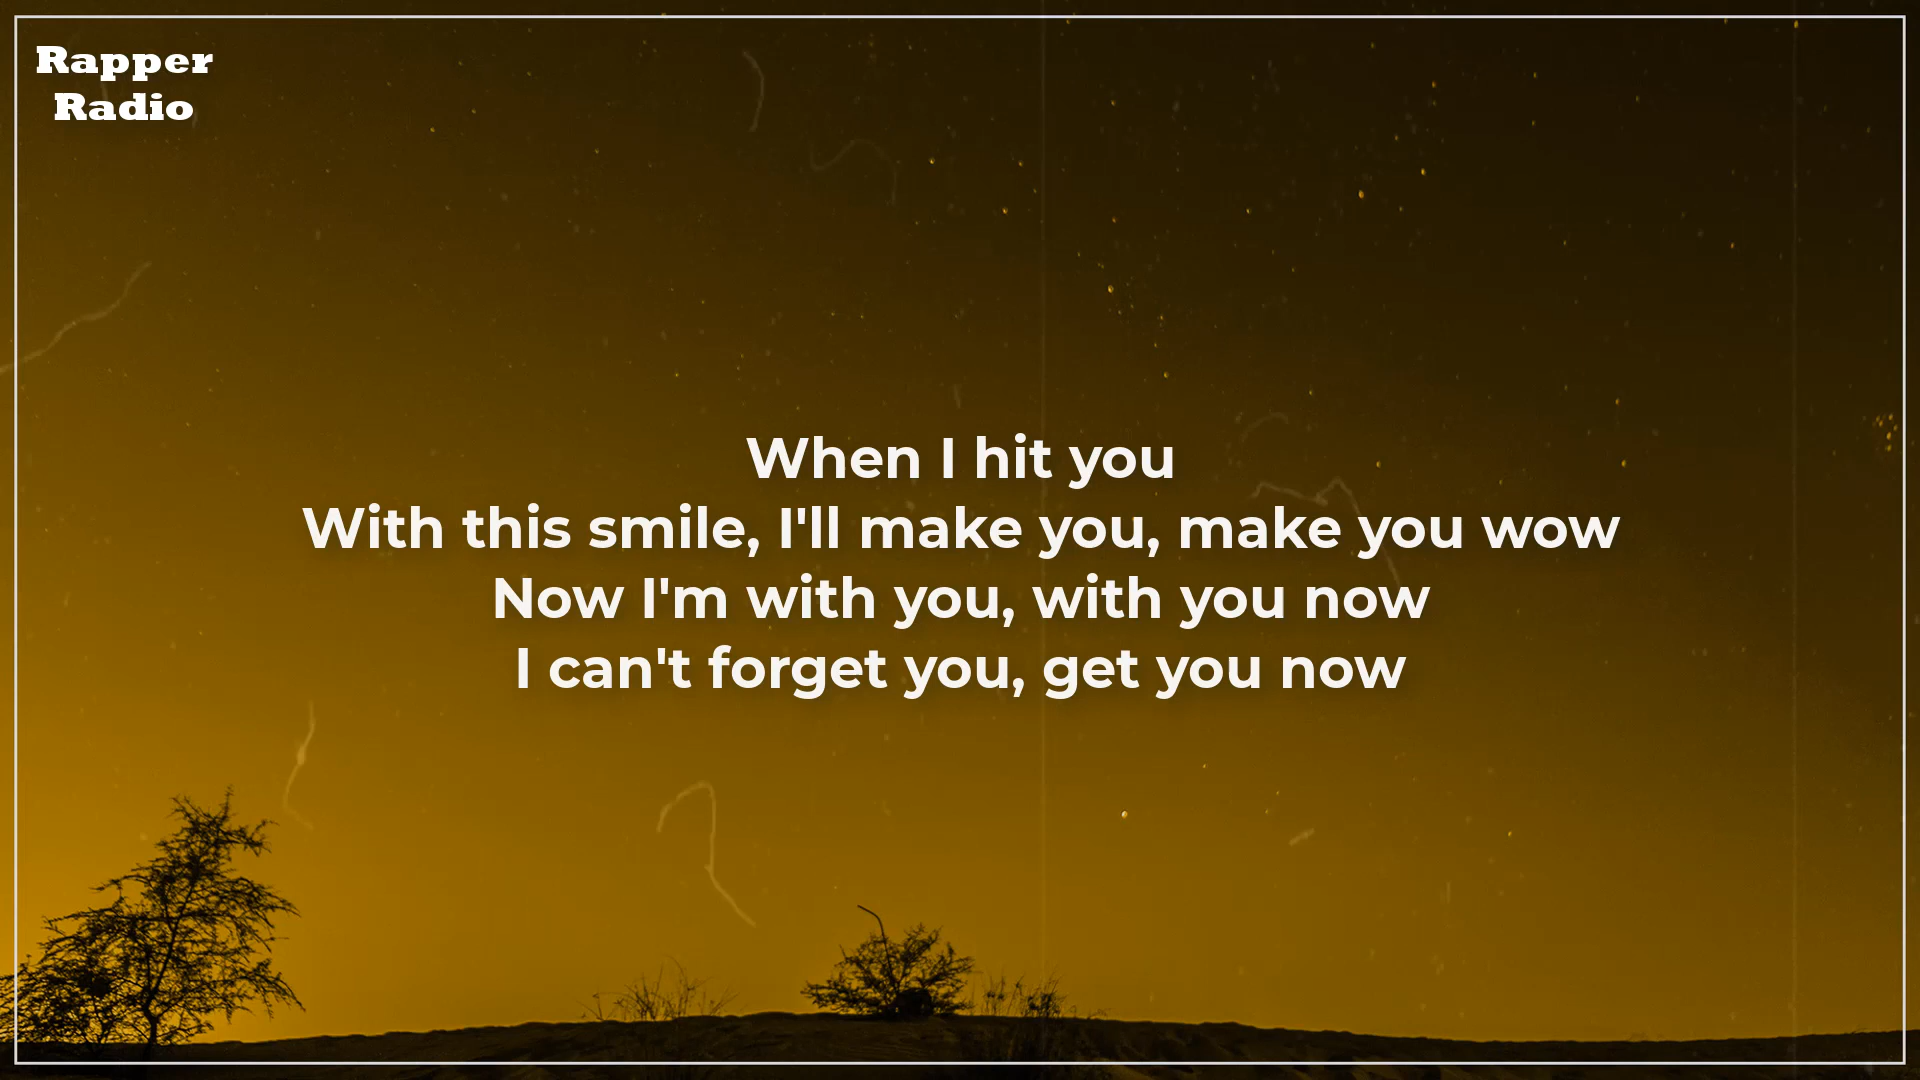 Rapper
Radio
When I hit you
With this smile, I'll make you, make you wow
Now I'm with you, with you now
I can't forget you, get you now